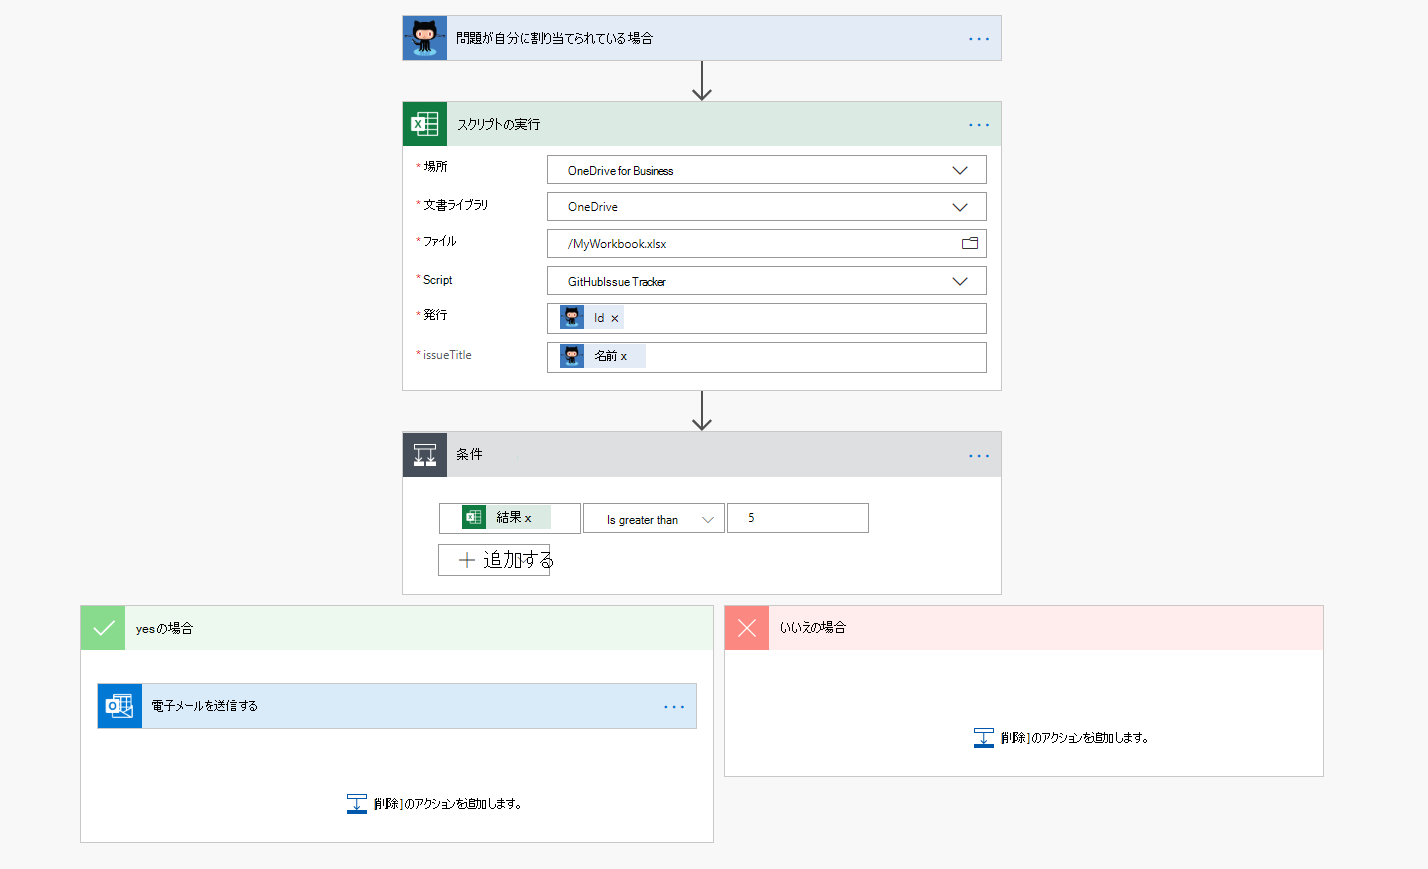 問題が自分に割り当てられている場合
スクリプトの実行
*場所 OneDrive for Business
*文書ライブラリ OneDrive
*ファイル /MyWorkbook.xlsx
*Script GitHubIssue Tracker
*発行 Id ×
*issueTitle 名前 x
条件
結果 x Is greater than 5
＋ 追加する
yesの場合
いいえの場合
電子メールを送信する
[削除]のアクションを追加します。
[削除]のアクションを追加します。